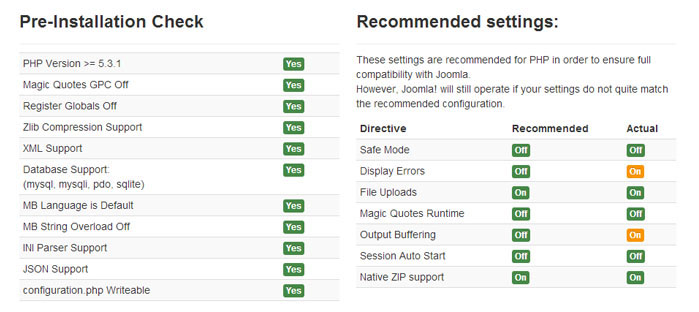 Pre-Installation Check
PHP Version >= 5.3.1 Yes
Magic Quotes GPC Off Yes
Register Globals Off Yes
Zlib Compression Support Yes
XML Support Yes
Database Support: Yes
(mysql, mysqli, pdo, sqlite)
MB Language is Default Yes
MB String Overload Off Yes
INI Parser Support Yes
JSON Support Yes
configuration.php Writeable Yes
Recommended settings:
These settings are recommended for PHP in order to ensure full
compatibility with Joomla.
However, Joomla! will still operate if your settings do not quite match
the recommended configuration.
Directive Recommended Actual
Safe Mode Off Off
Display Errors Off On
File Uploads On On
Magic Quotes Runtime Off Off
Output Buffering Off On
Session Auto Start Off Off
Native ZIP support On On